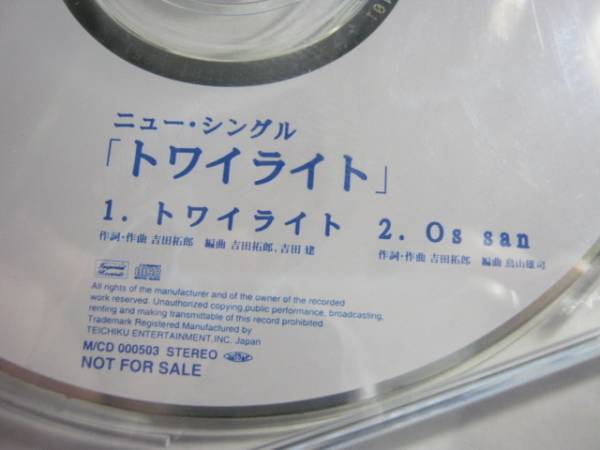 ニュー・シングル
「トワイライト」
1. トワイライト 2. Os san
作詞・作曲 吉田拓郎 編曲 吉田拓郎、吉田 建 作詞・作曲 吉田拓郎 編曲 鳥山雄司
Imperial Records
All rights of the manufacturer and of the owner of the recorded
work reserved. Unauthorized copying,public performance, broadcasting,
renting and making transmittable of this record prohibited.
Trademark Registered Manufactured by
TEICHIKU ENTERTAINMENT,INC. Japan
M/CD 000503 STEREO
NOT FOR SALE